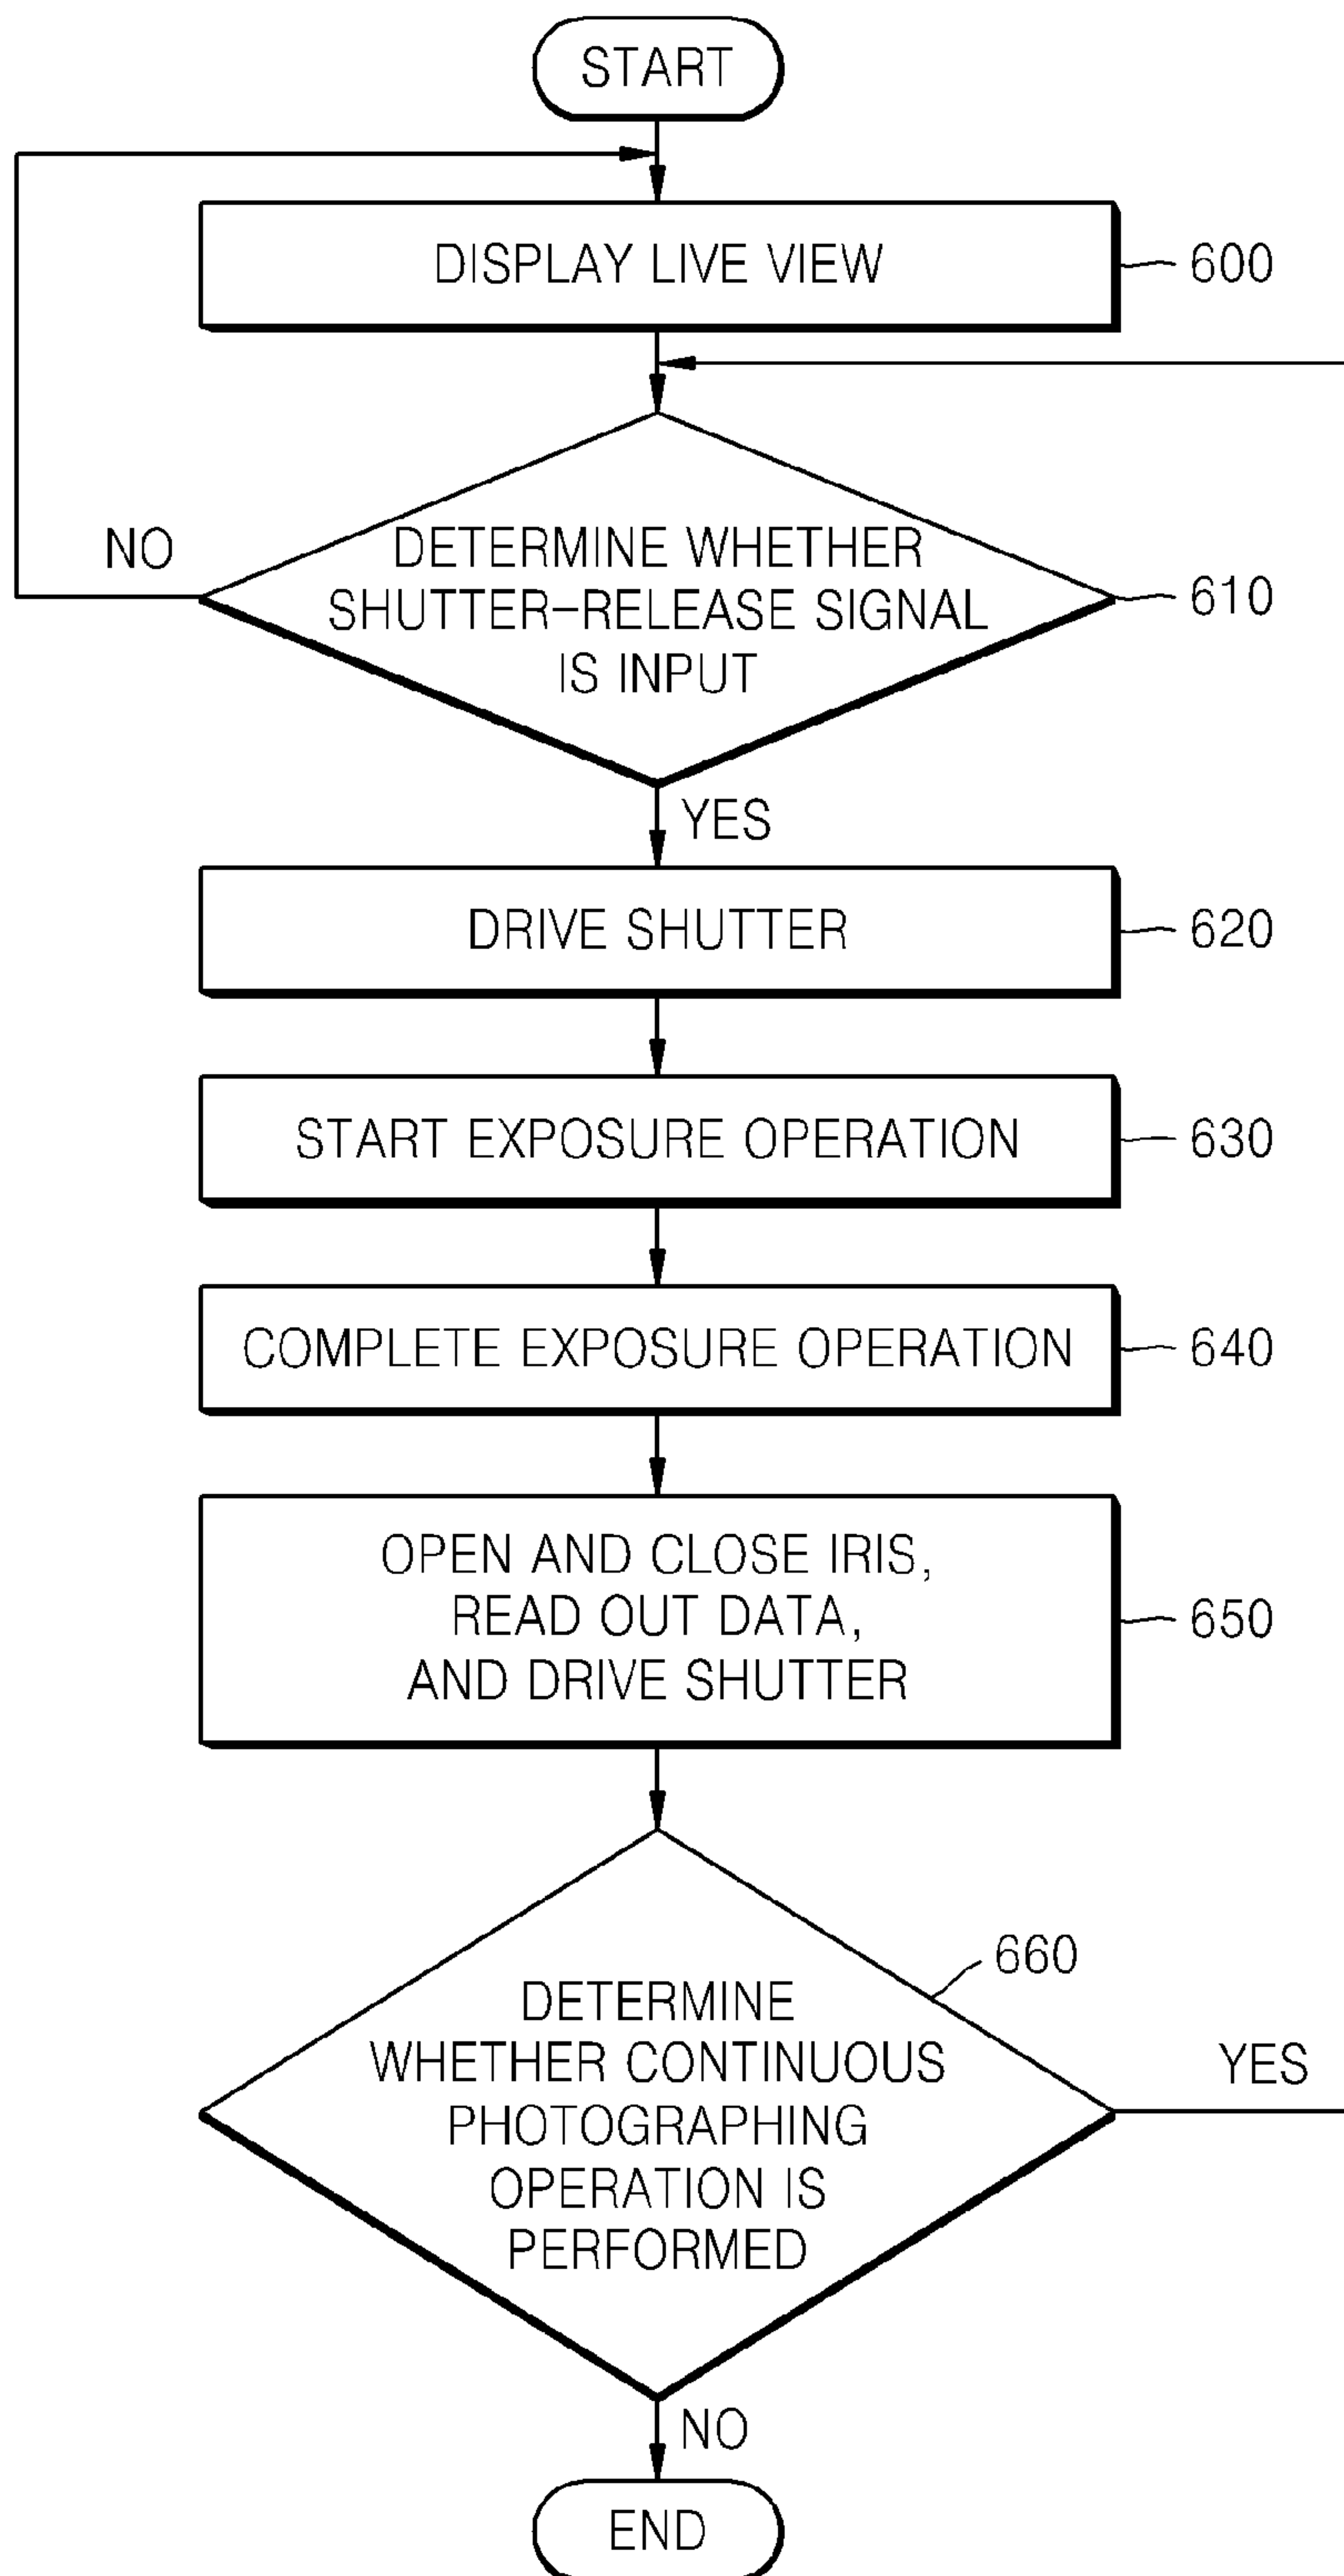 START
DISPLAY LIVE VIEW
600
NO
DETERMINE WHETHER
SHUTTER-RELEASE SIGNAL
IS INPUT
610
YES
DRIVE SHUTTER
620
START EXPOSURE OPERATION
630
COMPLETE EXPOSURE OPERATION
640
OPEN AND CLOSE IRIS,
READ OUT DATA,
AND DRIVE SHUTTER
650
660
DETERMINE
WHETHER CONTINUOUS
PHOTOGRAPHING
OPERATION IS
PERFORMED
YES
NO
END